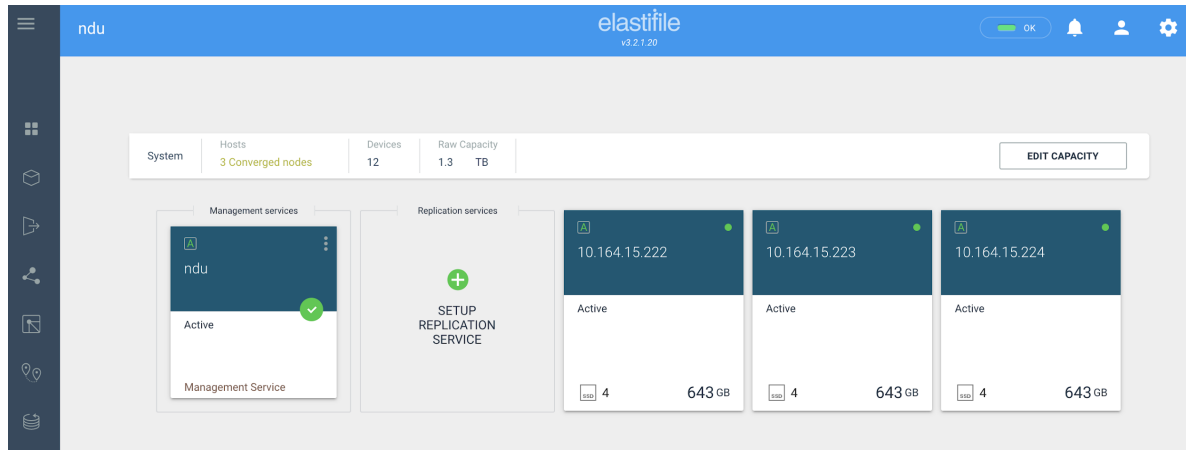 ndu
elastifile
v3.2.1.20
OK
System
Hosts
3 Converged nodes
Devices
12
Raw Capacity
1.3 TB
EDIT CAPACITY
Management services
A
ndu
Active
Management Service
Replication services
SETUP
REPLICATION
SERVICE
A
10.164.15.222
Active
SSD 4 643 GB
A
10.164.15.223
Active
SSD 4 643 GB
A
10.164.15.224
Active
SSD 4 643 GB